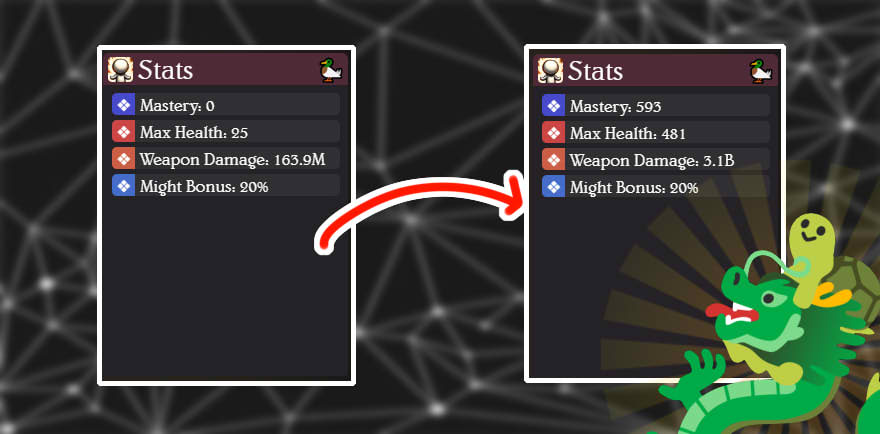 Stats
Mastery: 0
Max Health: 25
Weapon Damage: 163.9M
Might Bonus: 20%
Stats
Mastery: 593
Max Health: 481
Weapon Damage: 3.1B
Might Bonus: 20%